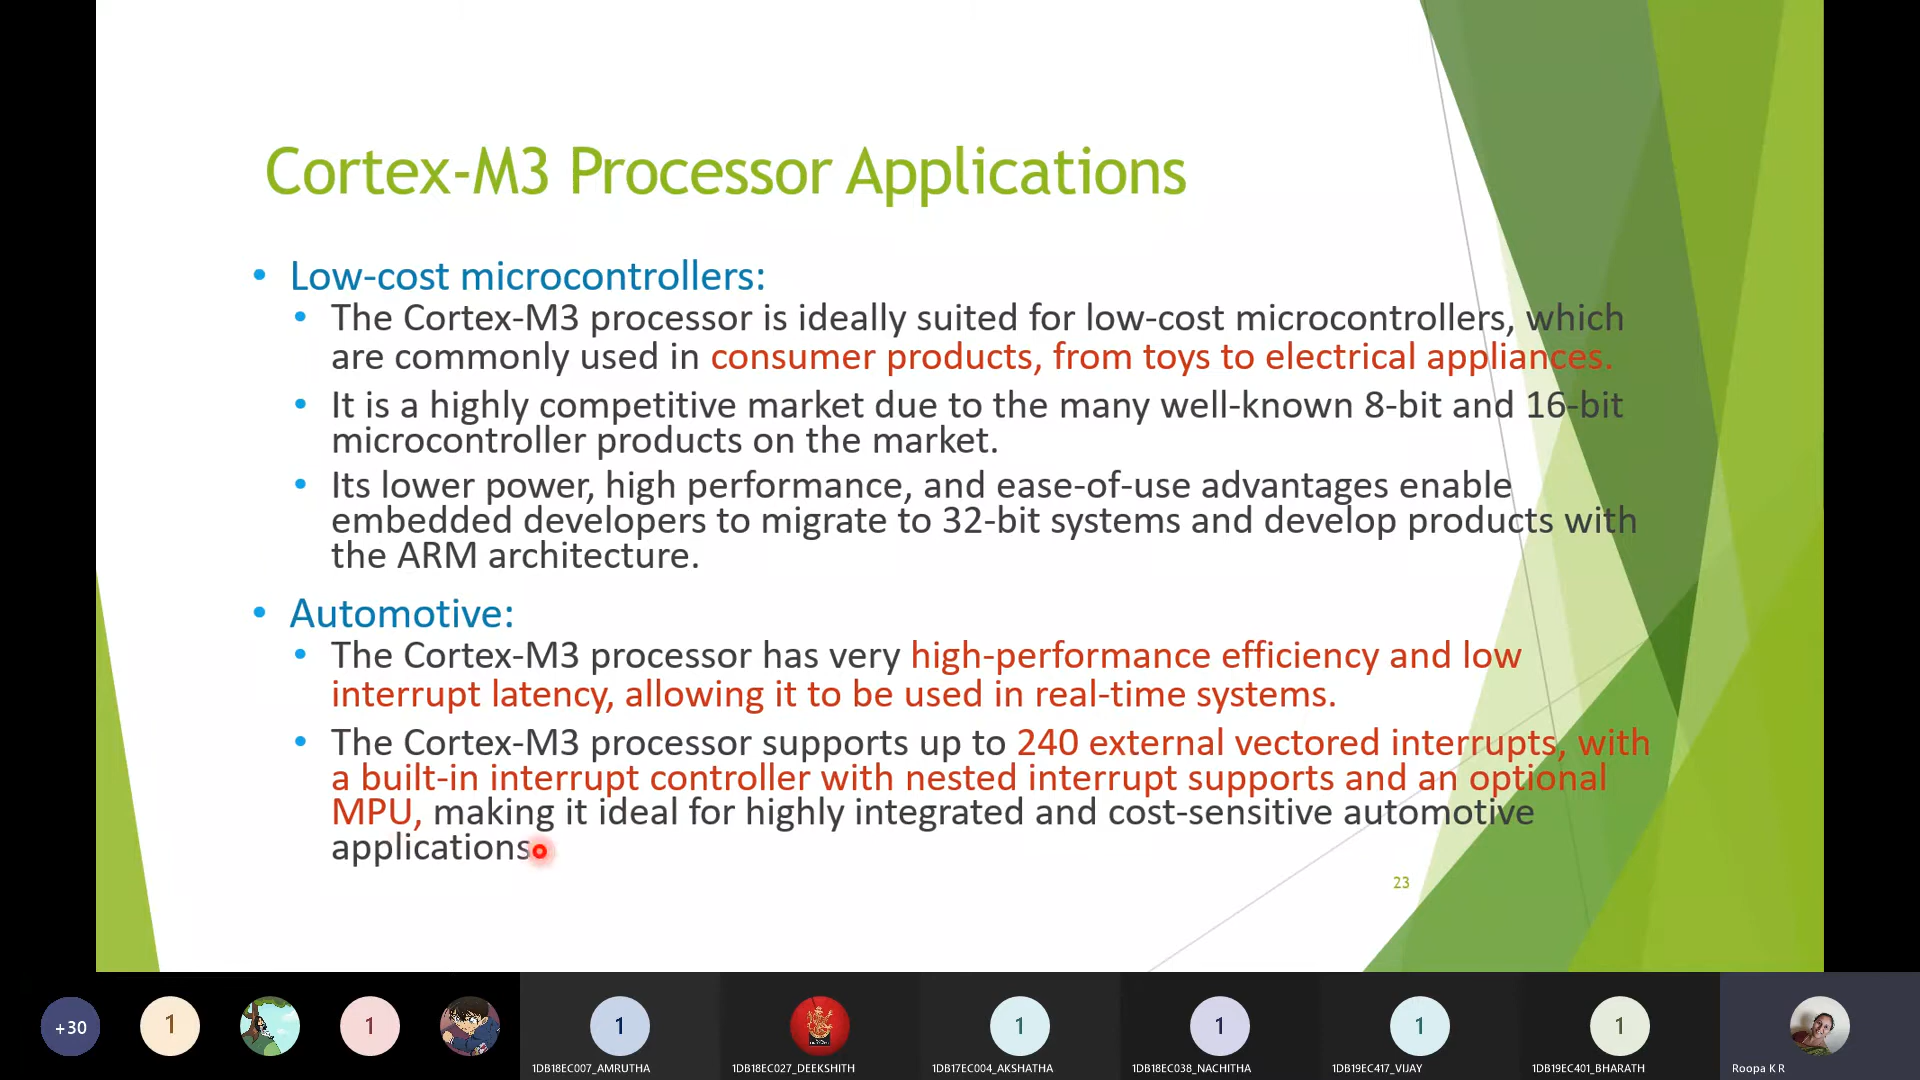 Cortex-M3 Processor Applications
• Low-cost microcontrollers:
• The Cortex-M3 processor is ideally suited for low-cost microcontrollers, which
are commonly used in consumer products, from toys to electrical appliances.
• It is a highly competitive market due to the many well-known 8-bit and 16-bit
microcontroller products on the market.
• Its lower power, high performance, and ease-of-use advantages enable
embedded developers to migrate to 32-bit systems and develop products with
the ARM architecture.
• Automotive:
• The Cortex-M3 processor has very high-performance efficiency and low
interrupt latency, allowing it to be used in real-time systems.
• The Cortex-M3 processor supports up to 240 external vectored interrupts, with
a built-in interrupt controller with nested interrupt supports and an optional
MPU, making it ideal for highly integrated and cost-sensitive automotive
applications
23
+30 1 1 1 1 1 1 1
1DB18EC007_AMRUTHA 1DB18EC027_DEEKSHITH 1DB17EC004_AKSHATHA 1DB18EC038_NACHITHA 1DB19EC417_VIJAY 1DB19EC401_BHARATH Roopa K R